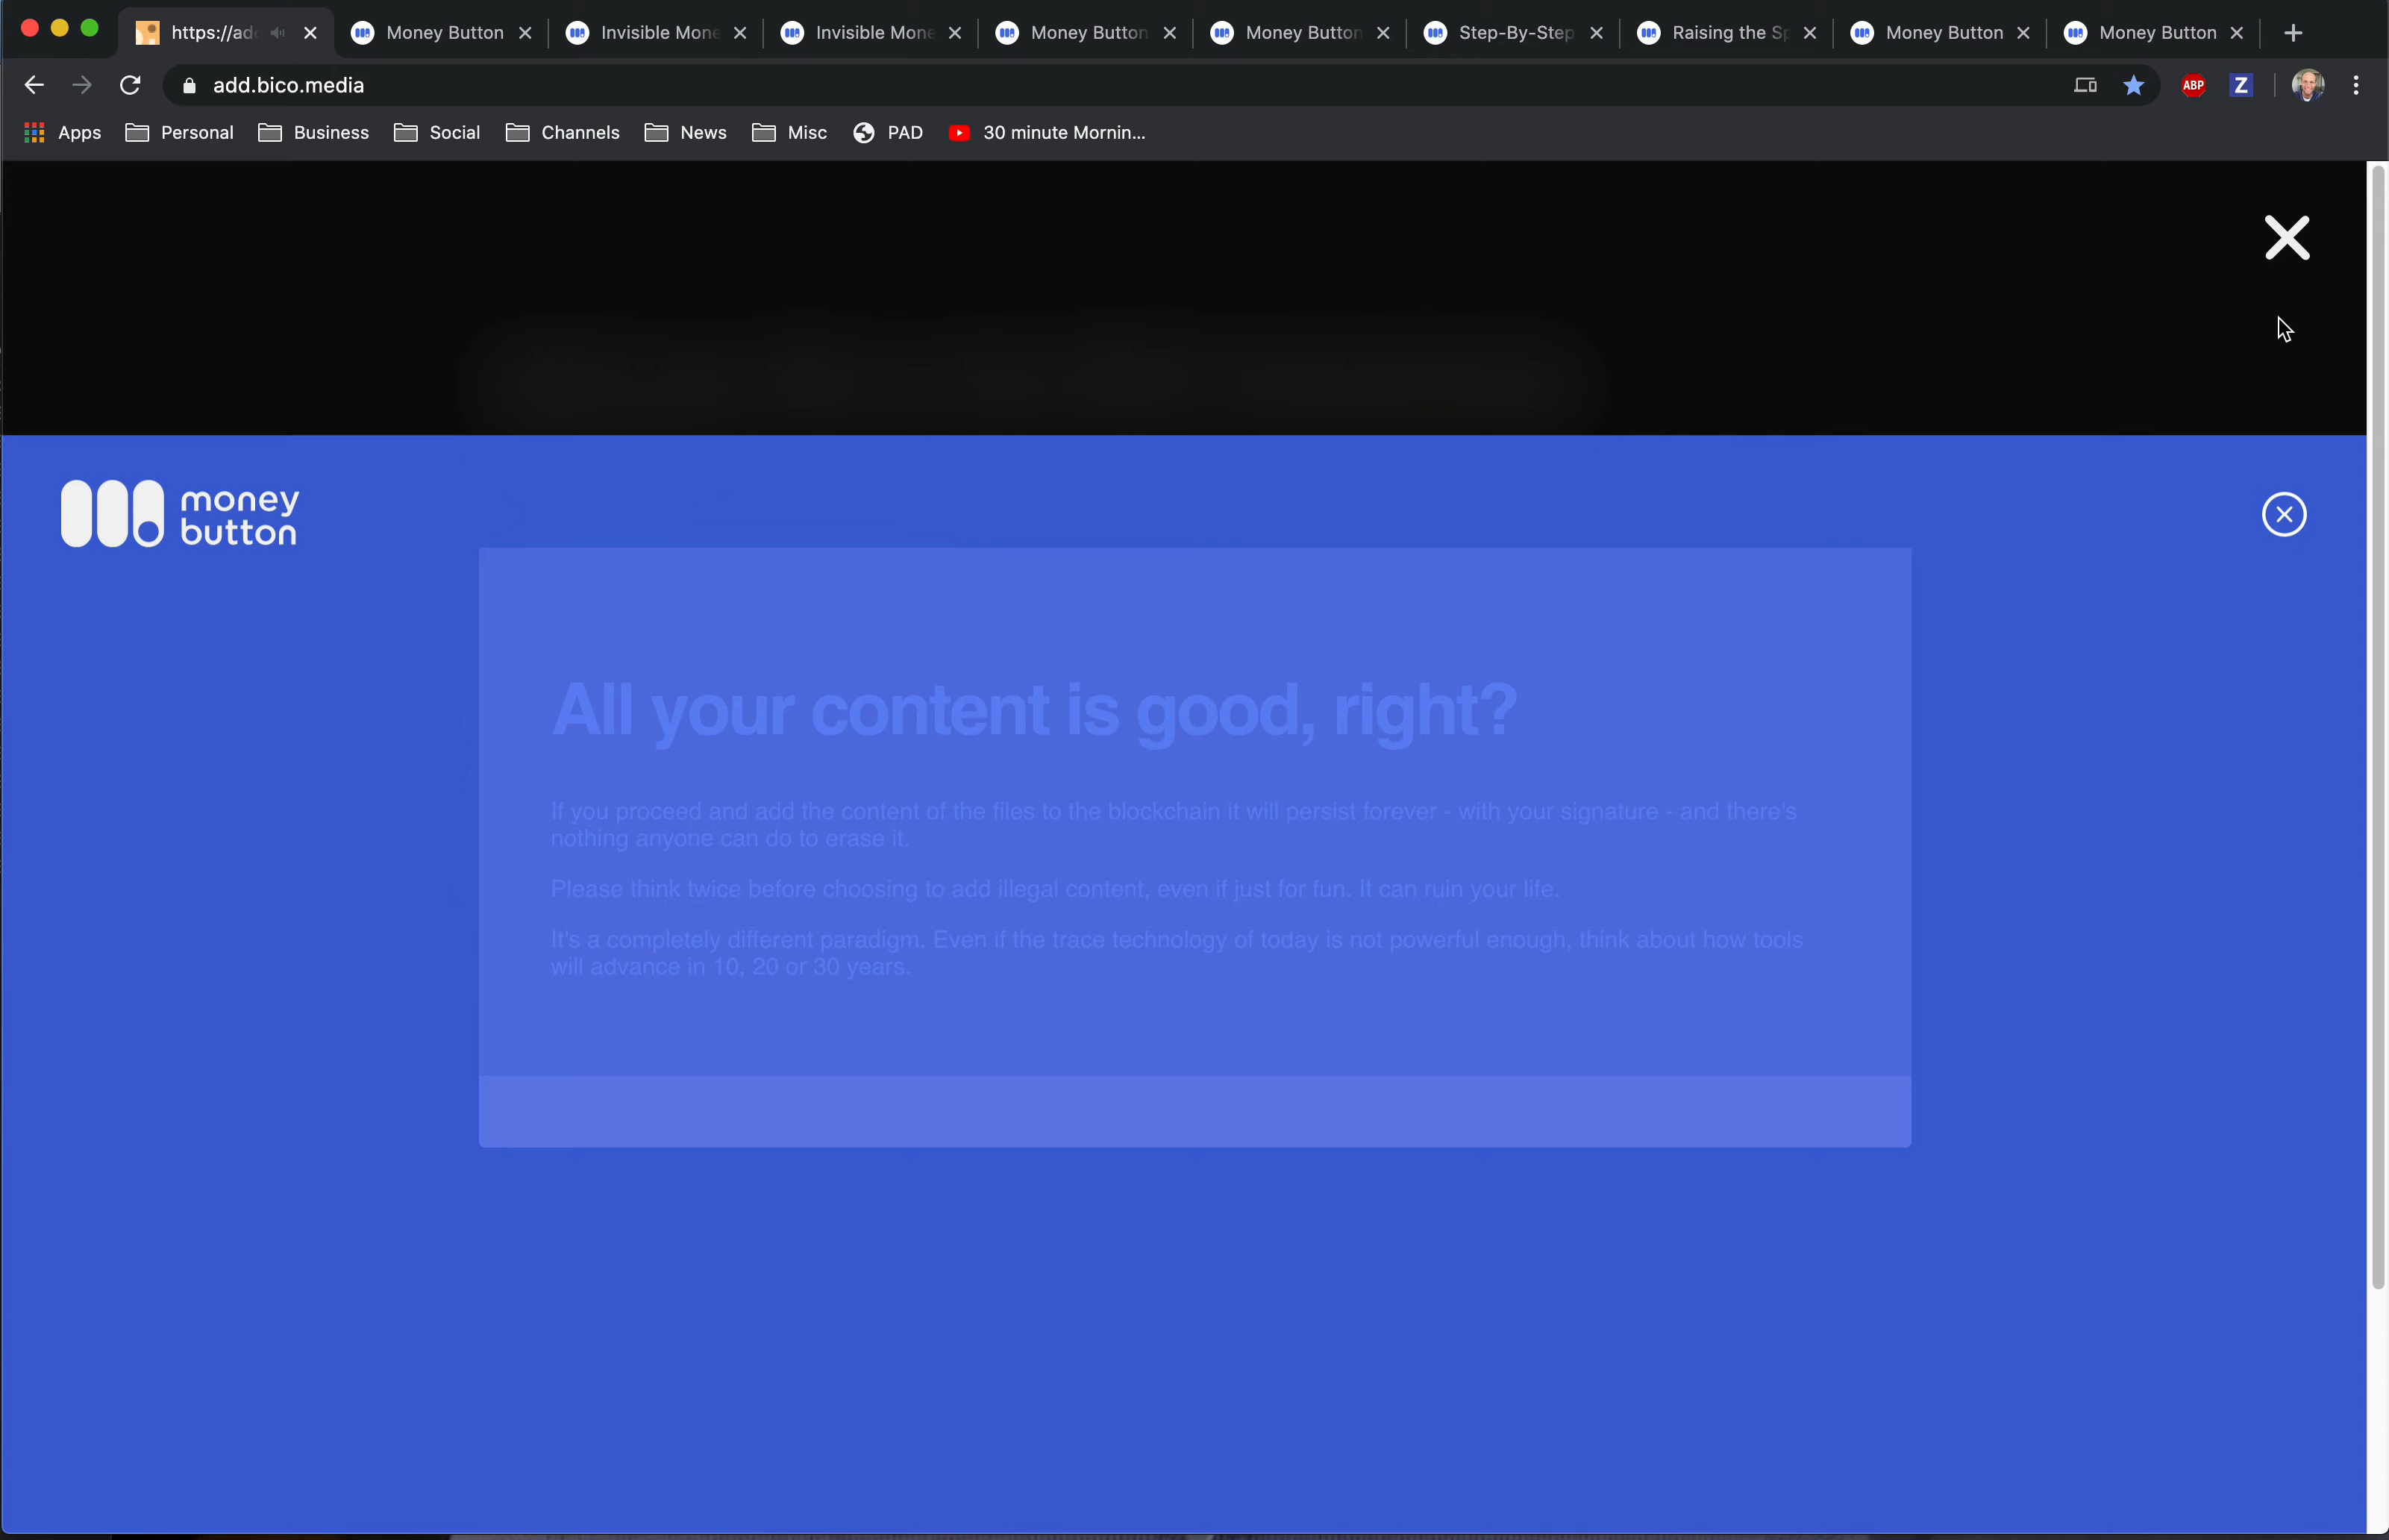 https://ad
Money Button
Invisible Mone
Invisible Mone
Money Button
Money Button
Step-By-Step
Raising the Sp
Money Button
Money Button
add.bico.media
ABP
Z
Apps
Personal
Business
Social
Channels
News
Misc
PAD
30 minute Mornin...
money
button
All your content is good, right?
If you proceed and add the content of the files to the blockchain it will persist forever - with your signature - and there's
nothing anyone can do to erase it.
Please think twice before choosing to add illegal content, even if just for fun. It can ruin your life.
It's a completely different paradigm. Even if the trace technology of today is not powerful enough, think about how tools
will advance in 10, 20 or 30 years.